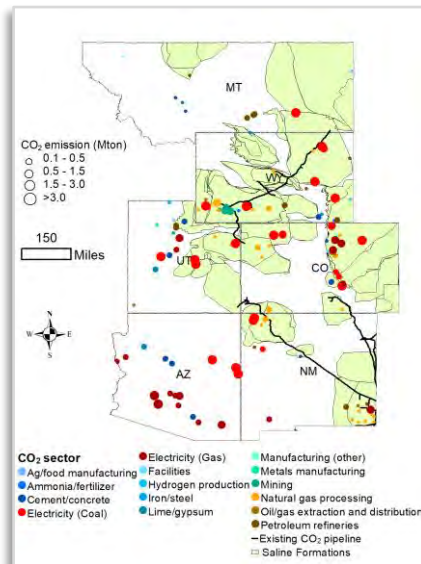 MT
CO₂ emission (Mton)
0.1 - 0.5
0.5 - 1.5
1.5 - 3.0
>3.0
WY
150
Miles
UT
CO
N
W
E
S
AZ
NM
CO₂ sector
Ag/food manufacturing
Ammonia/fertilizer
Cement/concrete
Electricity (Coal)
Electricity (Gas)
Facilities
Hydrogen production
Iron/steel
Lime/gypsum
Manufacturing (other)
Metals manufacturing
Mining
Natural gas processing
Oil/gas extraction and distribution
Petroleum refineries
Existing CO₂ pipeline
Saline Formations